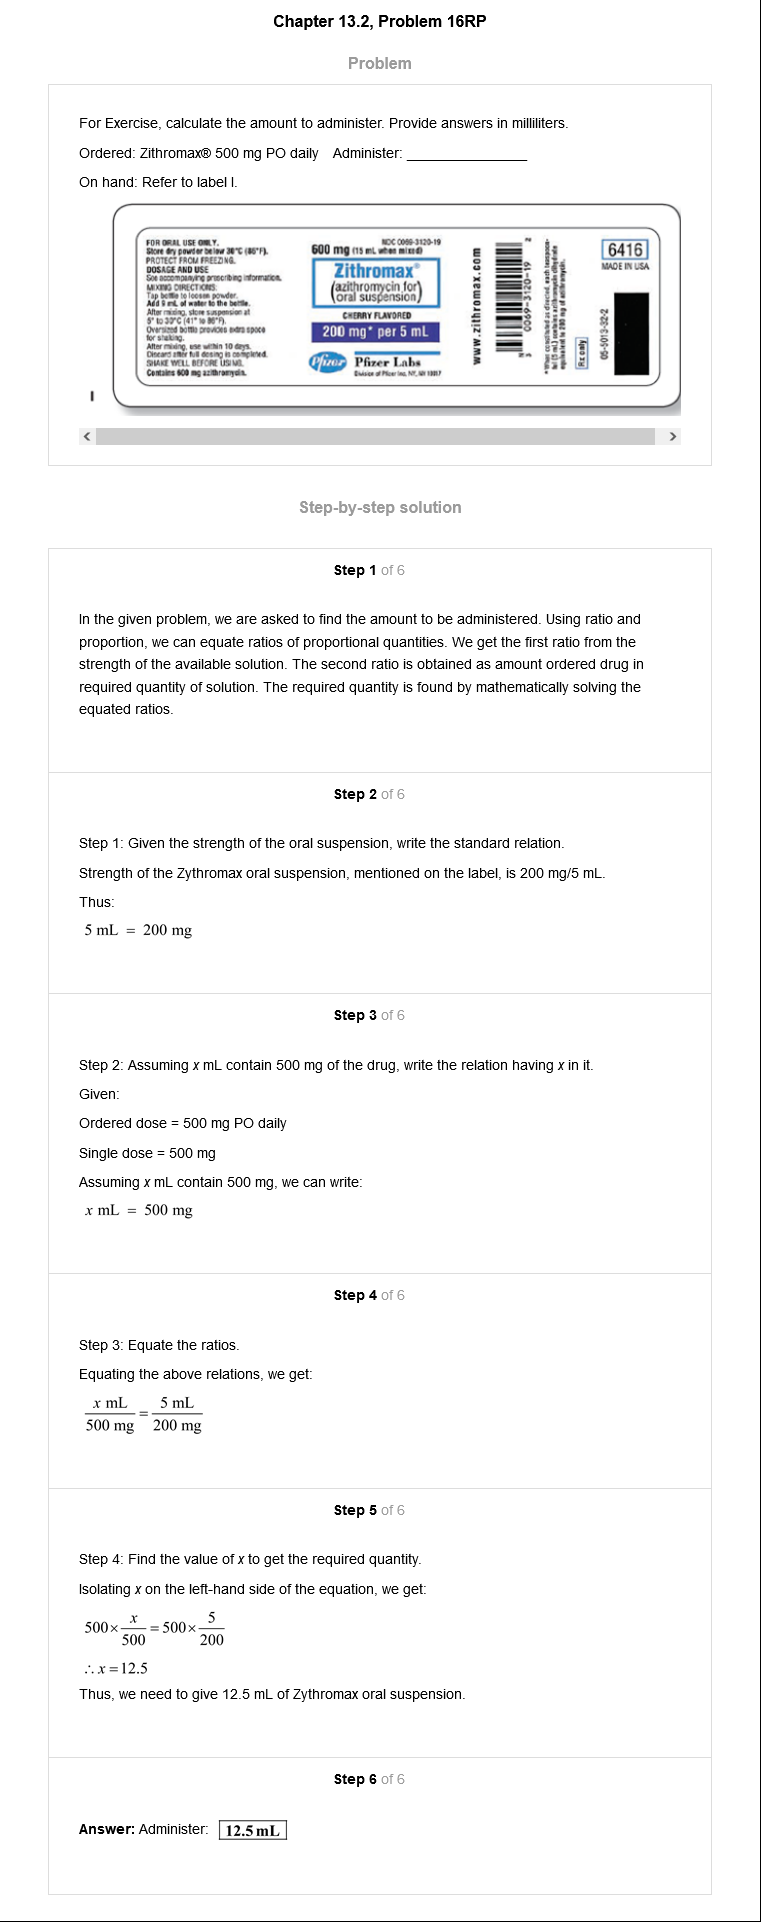 Chapter 13.2, Problem 16RP
Problem
For Exercise, calculate the amount to administer. Provide answers in milliliters.
Ordered: Zithromax® 500 mg PO daily    Administer: ________________
On hand: Refer to label I.
FOR ORAL USE ONLY.
Store dry powder below 30°C (86°F).
PROTECT FROM FREEZING.
DOSAGE AND USE
See accompanying prescribing information.
MIXING DIRECTIONS:
Tap bottle to loosen powder.
Add 9 mL of water to the bottle.
After mixing, store suspension at
5° to 30°C (41° to 86°F).
Oversized bottle provides extra space
for shaking.
After mixing, use within 10 days.
Discard after full dosing is completed.
SHAKE WELL BEFORE USING.
Contains 600 mg azithromycin.
NDC 0069-3120-19
600 mg (15 mL when mixed)
Zithromax®
(azithromycin for
oral suspension)
CHERRY FLAVORED
200 mg* per 5 mL
Pfizer Pfizer Labs
Division of Pfizer Inc, NY, NY 10017
www.zithromax.com
3 0069-3120-19 2
*When constituted as directed, each teaspoon-
ful (5 mL) contains azithromycin dihydrate
equivalent to 200 mg of azithromycin.
Rx only
05-5013-32-2
6416
MADE IN USA
I
Step-by-step solution
Step 1 of 6
In the given problem, we are asked to find the amount to be administered. Using ratio and
proportion, we can equate ratios of proportional quantities. We get the first ratio from the
strength of the available solution. The second ratio is obtained as amount ordered drug in
required quantity of solution. The required quantity is found by mathematically solving the
equated ratios.
Step 2 of 6
Step 1: Given the strength of the oral suspension, write the standard relation.
Strength of the Zythromax oral suspension, mentioned on the label, is 200 mg/5 mL.
Thus:
5 mL = 200 mg
Step 3 of 6
Step 2: Assuming x mL contain 500 mg of the drug, write the relation having x in it.
Given:
Ordered dose = 500 mg PO daily
Single dose = 500 mg
Assuming x mL contain 500 mg, we can write:
x mL = 500 mg
Step 4 of 6
Step 3: Equate the ratios.
Equating the above relations, we get:
x mL / 500 mg = 5 mL / 200 mg
Step 5 of 6
Step 4: Find the value of x to get the required quantity.
Isolating x on the left-hand side of the equation, we get:
500 × x/500 = 500 × 5/200
∴ x = 12.5
Thus, we need to give 12.5 mL of Zythromax oral suspension.
Step 6 of 6
Answer: Administer: 12.5 mL